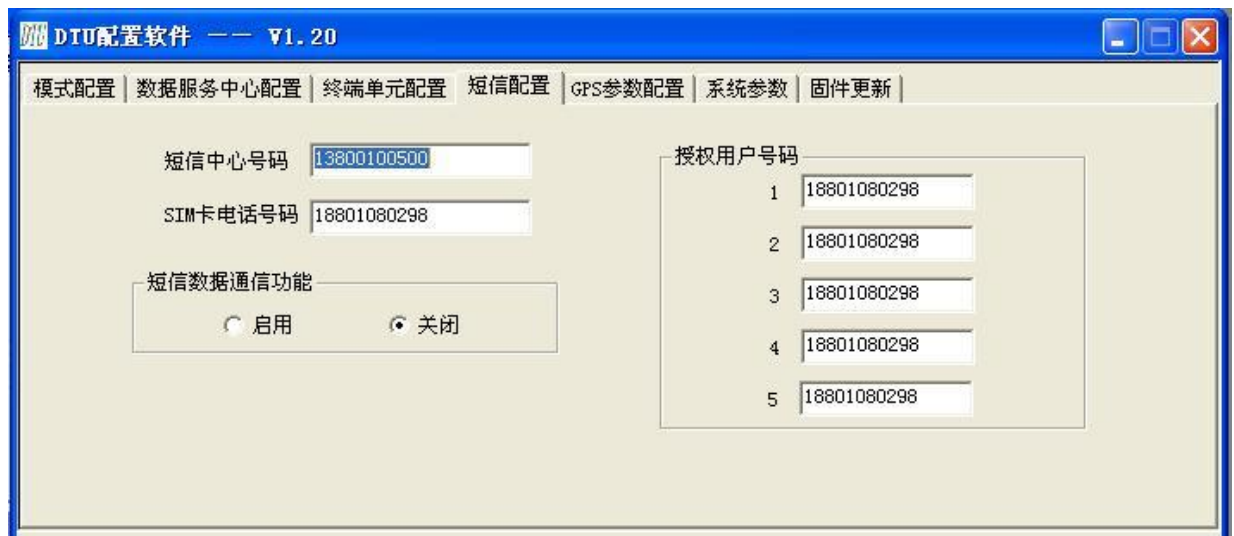 DTU配置软件 —— V1.20
模式配置 数据服务中心配置 终端单元配置 短信配置 GPS参数配置 系统参数 固件更新
短信中心号码 13800100500
SIM卡电话号码 18801080298
短信数据通信功能
启用 关闭
授权用户号码
1 18801080298
2 18801080298
3 18801080298
4 18801080298
5 18801080298